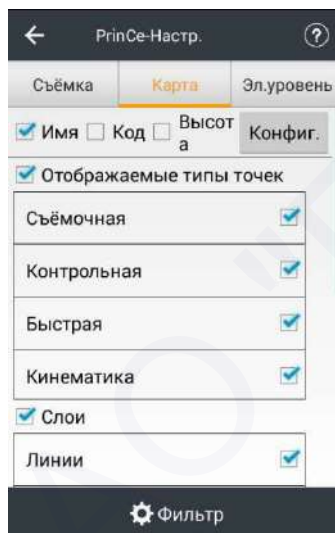 PrinCe-Настр.
Съёмка Карта Эл.уровень
Имя Код Высот
а Конфиг.
Отображаемые типы точек
Съёмочная
Контрольная
Быстрая
Кинематика
Слои
Линии
Фильтр